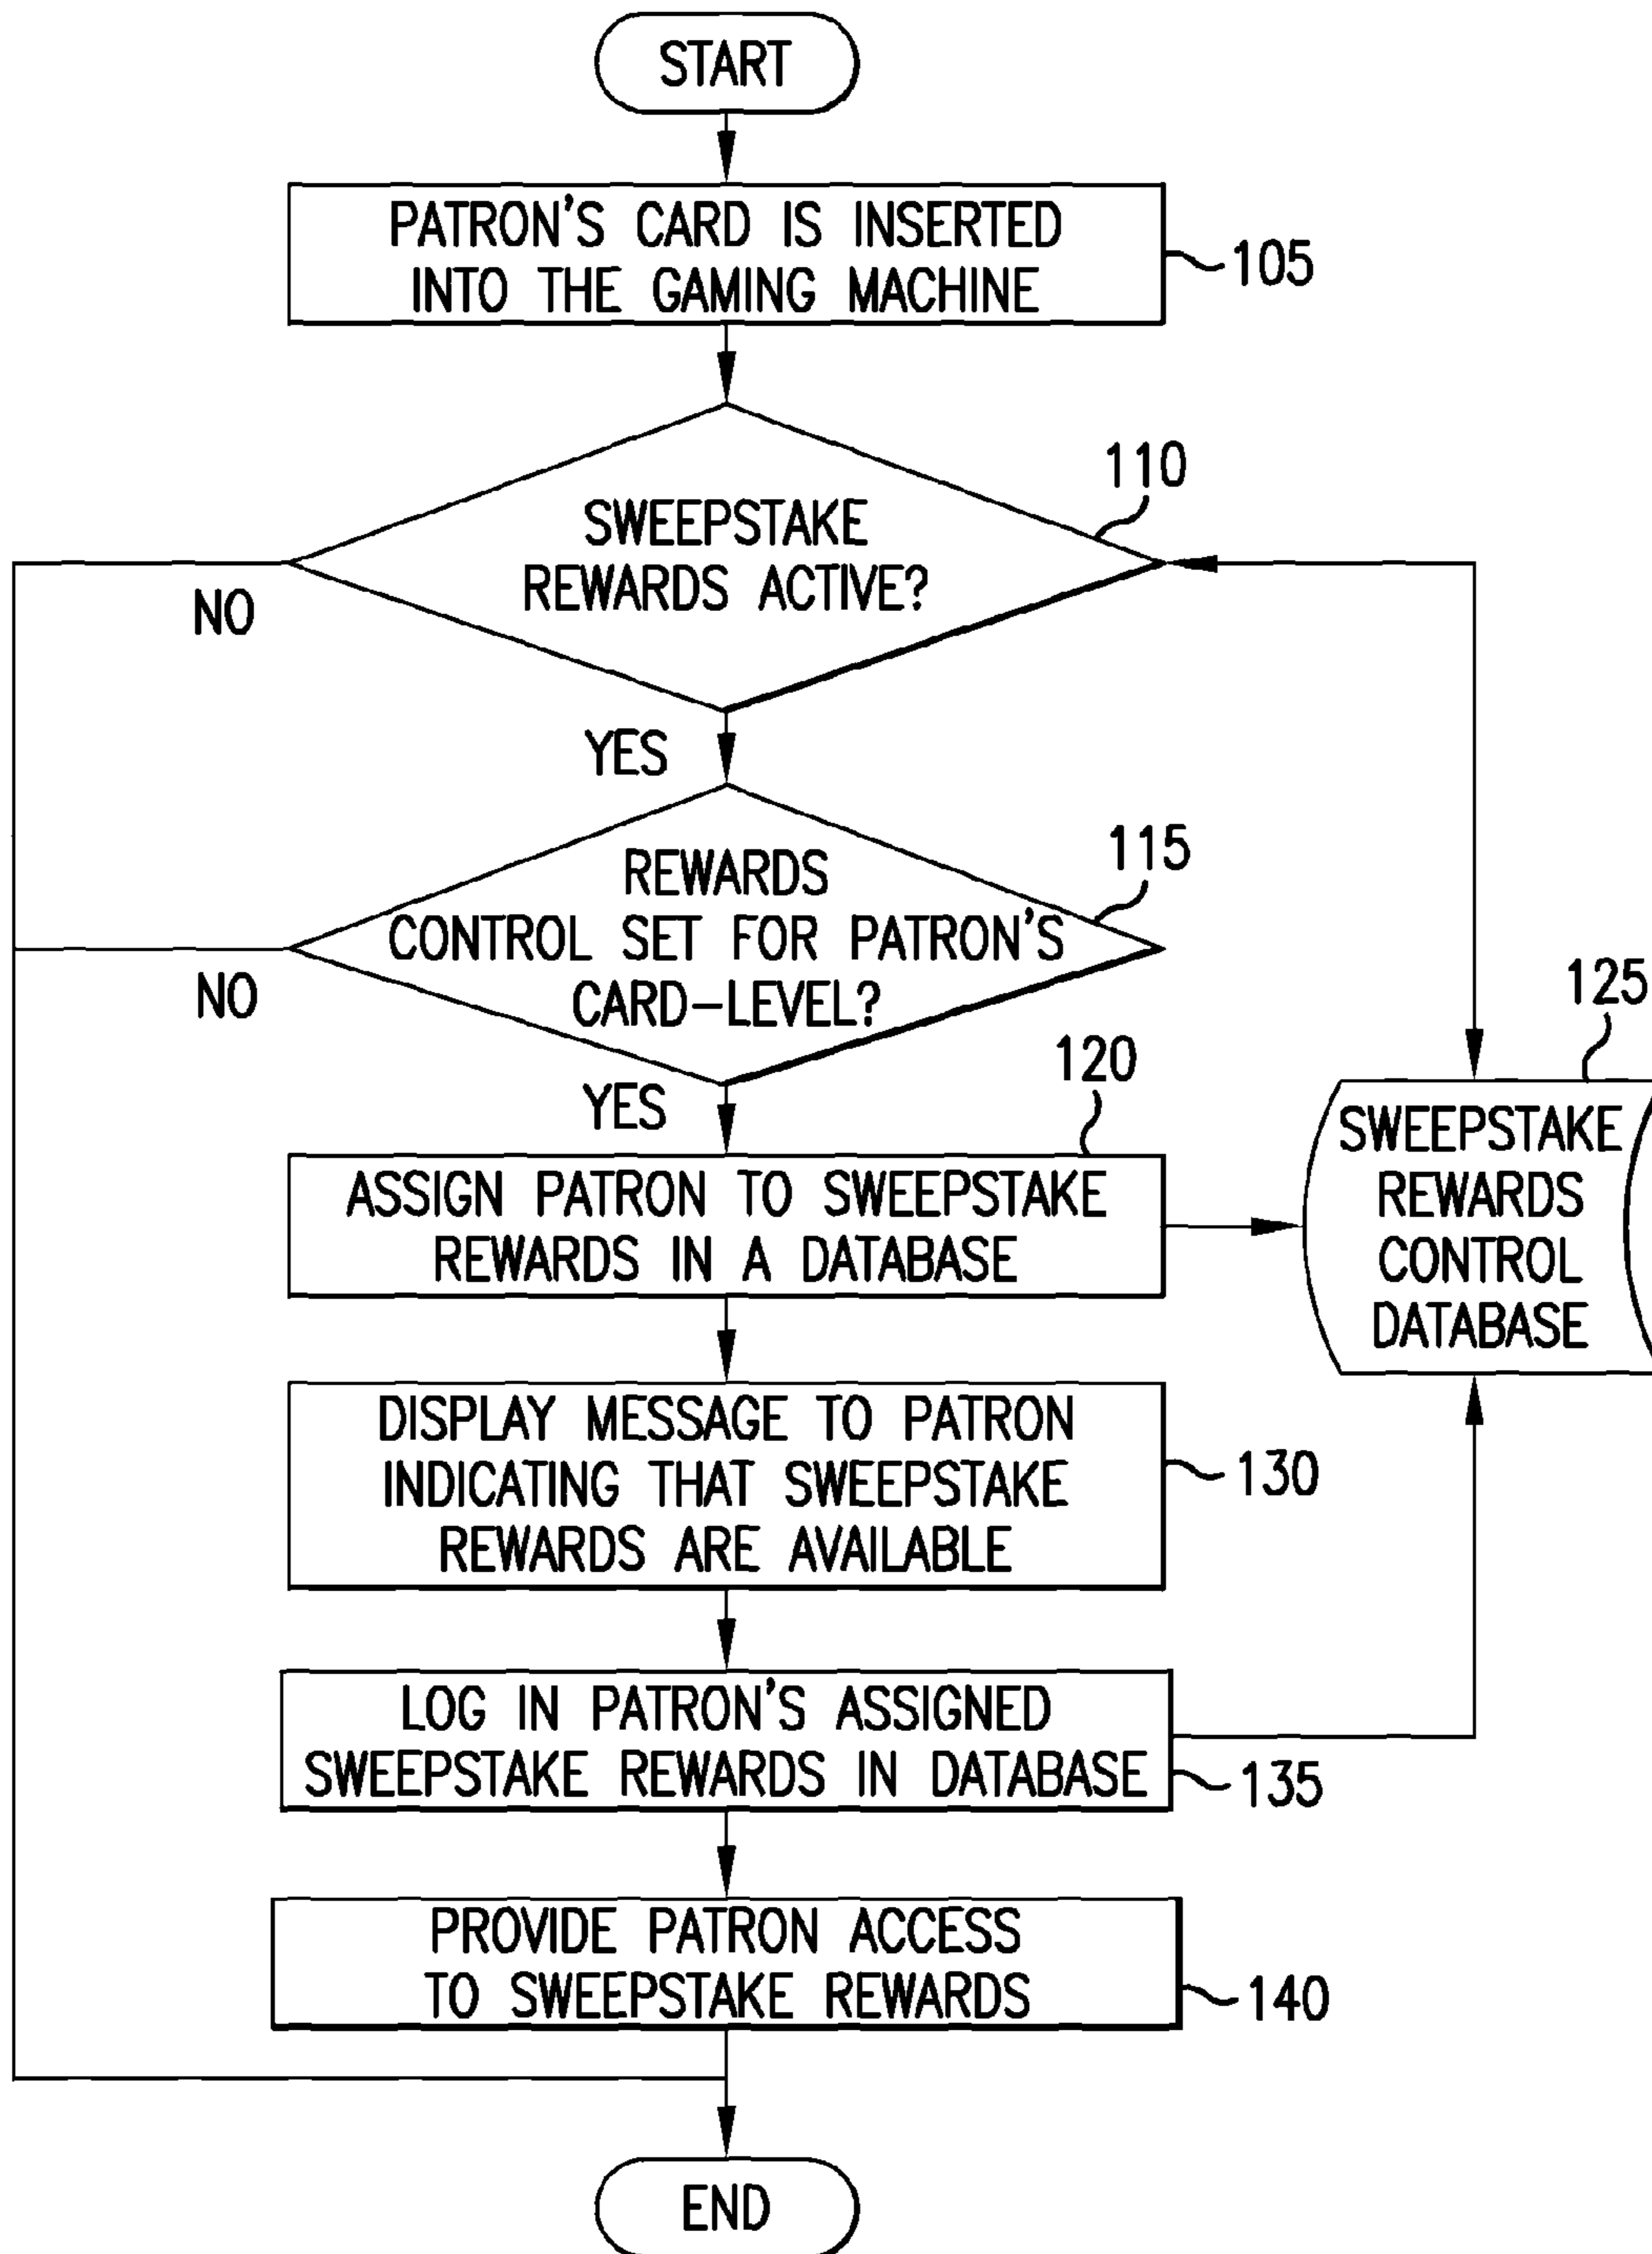 START
PATRON'S CARD IS INSERTED
INTO THE GAMING MACHINE
105
SWEEPSTAKE
REWARDS ACTIVE?
110
NO
YES
REWARDS
CONTROL SET FOR PATRON'S
CARD-LEVEL?
115
NO
YES
120
ASSIGN PATRON TO SWEEPSTAKE
REWARDS IN A DATABASE
125
SWEEPSTAKE
REWARDS
CONTROL
DATABASE
DISPLAY MESSAGE TO PATRON
INDICATING THAT SWEEPSTAKE
REWARDS ARE AVAILABLE
130
LOG IN PATRON'S ASSIGNED
SWEEPSTAKE REWARDS IN DATABASE
135
PROVIDE PATRON ACCESS
TO SWEEPSTAKE REWARDS
140
END